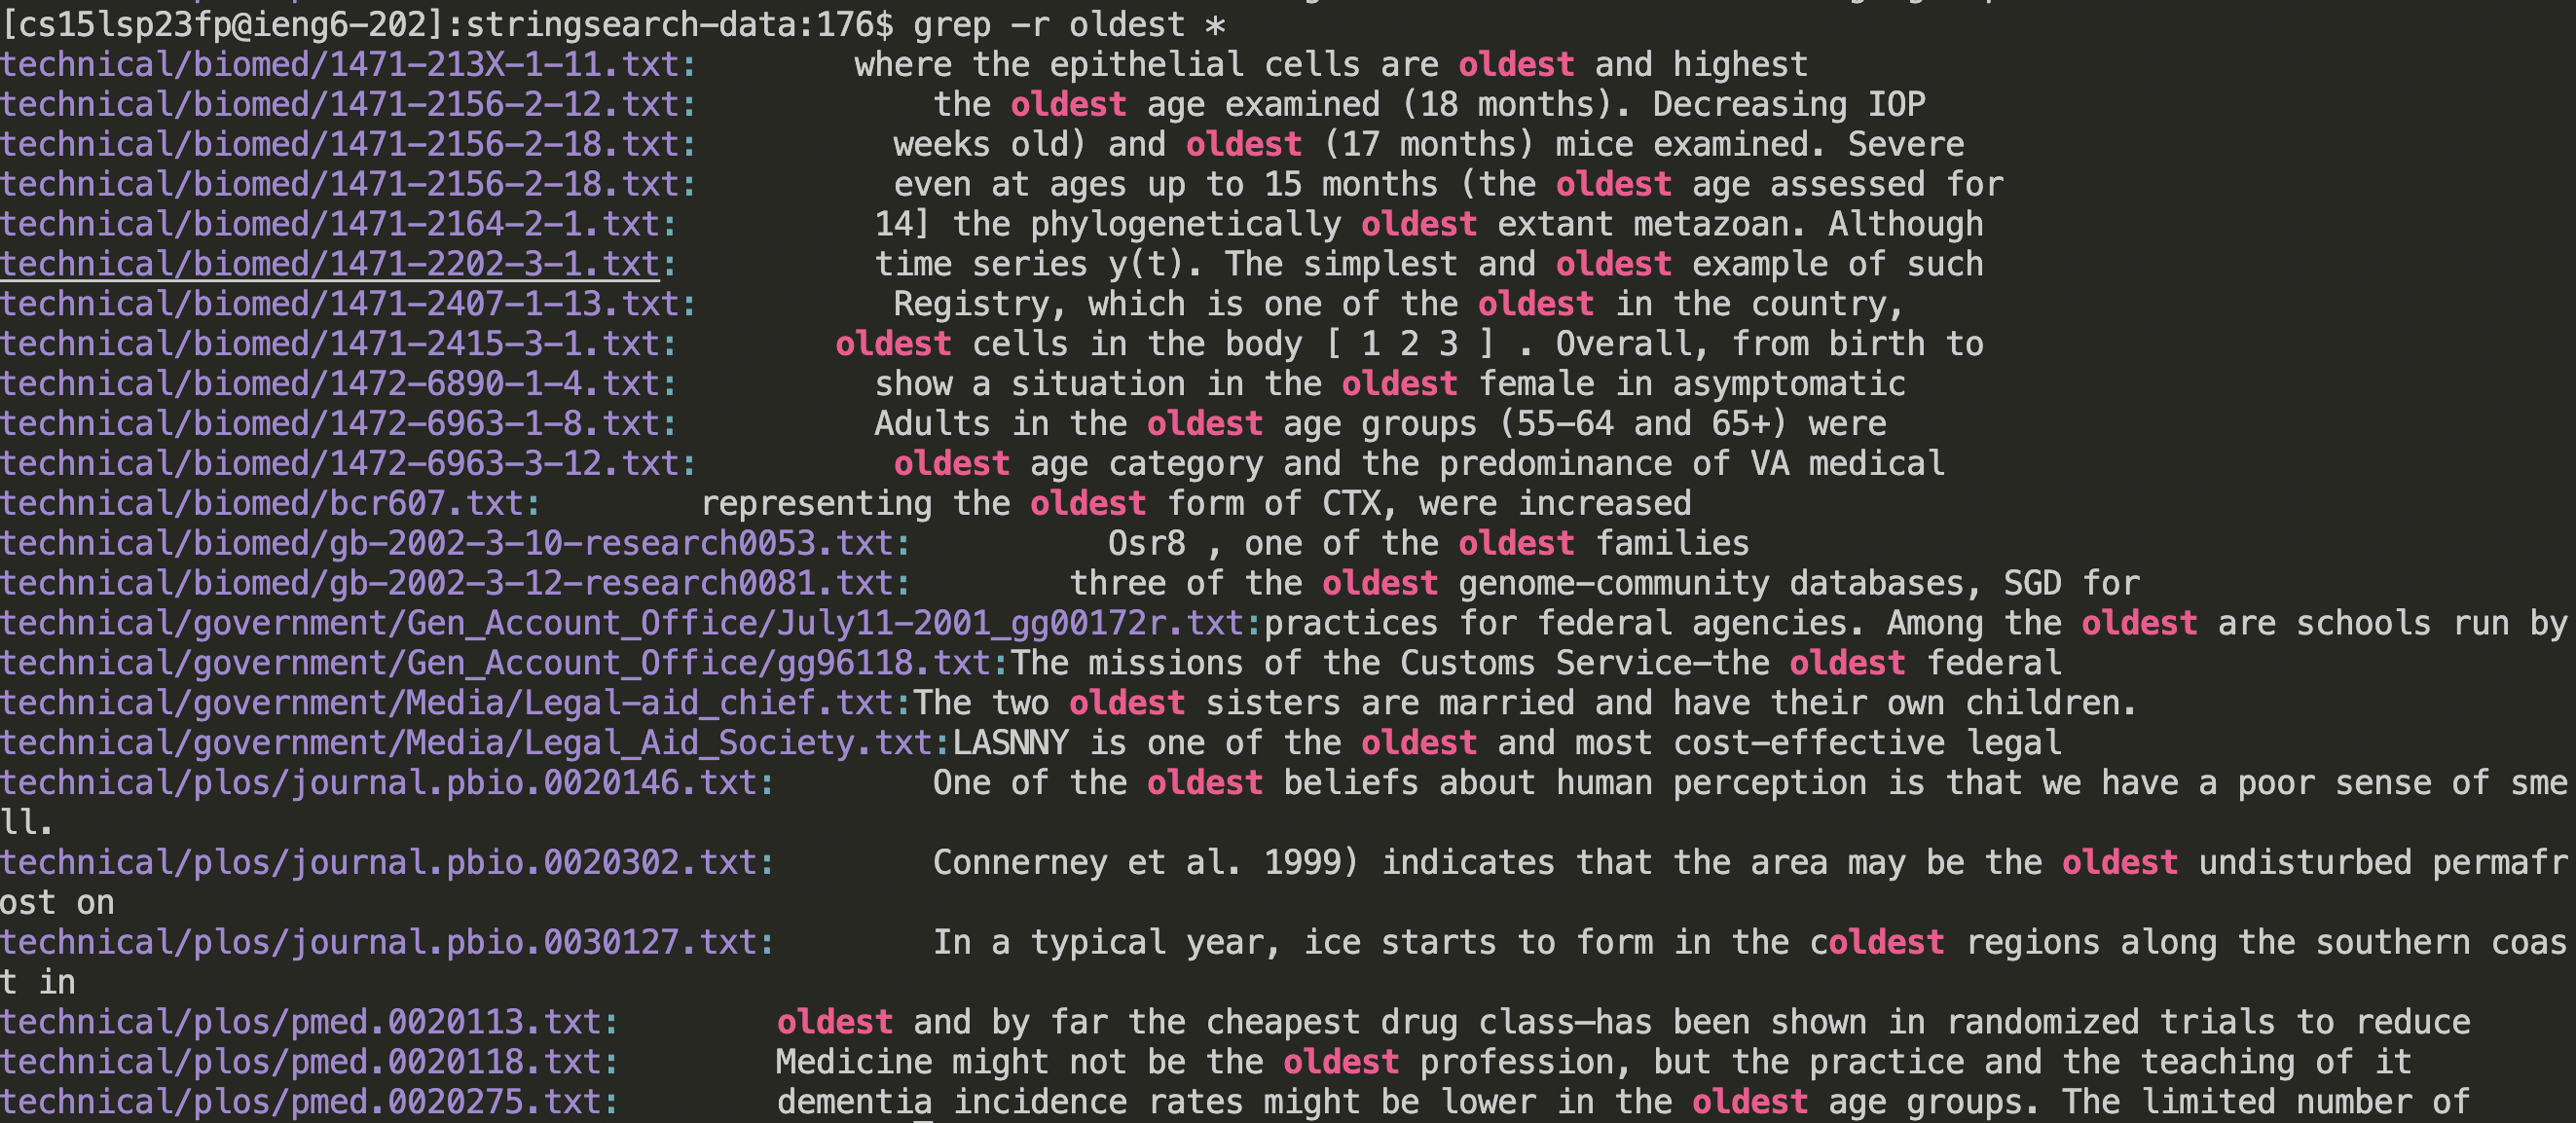 [cs15lsp23fp@ieng6-202]:stringsearch-data:176$ grep -r oldest *
technical/biomed/1471-213X-1-11.txt:        where the epithelial cells are oldest and highest
technical/biomed/1471-2156-2-12.txt:            the oldest age examined (18 months). Decreasing IOP
technical/biomed/1471-2156-2-18.txt:          weeks old) and oldest (17 months) mice examined. Severe
technical/biomed/1471-2156-2-18.txt:          even at ages up to 15 months (the oldest age assessed for
technical/biomed/1471-2164-2-1.txt:          14] the phylogenetically oldest extant metazoan. Although
technical/biomed/1471-2202-3-1.txt:          time series y(t). The simplest and oldest example of such
technical/biomed/1471-2407-1-13.txt:          Registry, which is one of the oldest in the country,
technical/biomed/1471-2415-3-1.txt:        oldest cells in the body [ 1 2 3 ] . Overall, from birth to
technical/biomed/1472-6890-1-4.txt:          show a situation in the oldest female in asymptomatic
technical/biomed/1472-6963-1-8.txt:          Adults in the oldest age groups (55-64 and 65+) were
technical/biomed/1472-6963-3-12.txt:          oldest age category and the predominance of VA medical
technical/biomed/bcr607.txt:        representing the oldest form of CTX, were increased
technical/biomed/gb-2002-3-10-research0053.txt:          Osr8 , one of the oldest families
technical/biomed/gb-2002-3-12-research0081.txt:        three of the oldest genome-community databases, SGD for
technical/government/Gen_Account_Office/July11-2001_gg00172r.txt:practices for federal agencies. Among the oldest are schools run by
technical/government/Gen_Account_Office/gg96118.txt:The missions of the Customs Service—the oldest federal
technical/government/Media/Legal-aid_chief.txt:The two oldest sisters are married and have their own children.
technical/government/Media/Legal_Aid_Society.txt:LASNNY is one of the oldest and most cost-effective legal
technical/plos/journal.pbio.0020146.txt:        One of the oldest beliefs about human perception is that we have a poor sense of sme
ll.
technical/plos/journal.pbio.0020302.txt:        Connerney et al. 1999) indicates that the area may be the oldest undisturbed permafr
ost on
technical/plos/journal.pbio.0030127.txt:        In a typical year, ice starts to form in the coldest regions along the southern coas
t in
technical/plos/pmed.0020113.txt:        oldest and by far the cheapest drug class—has been shown in randomized trials to reduce
technical/plos/pmed.0020118.txt:        Medicine might not be the oldest profession, but the practice and the teaching of it
technical/plos/pmed.0020275.txt:        dementia incidence rates might be lower in the oldest age groups. The limited number of